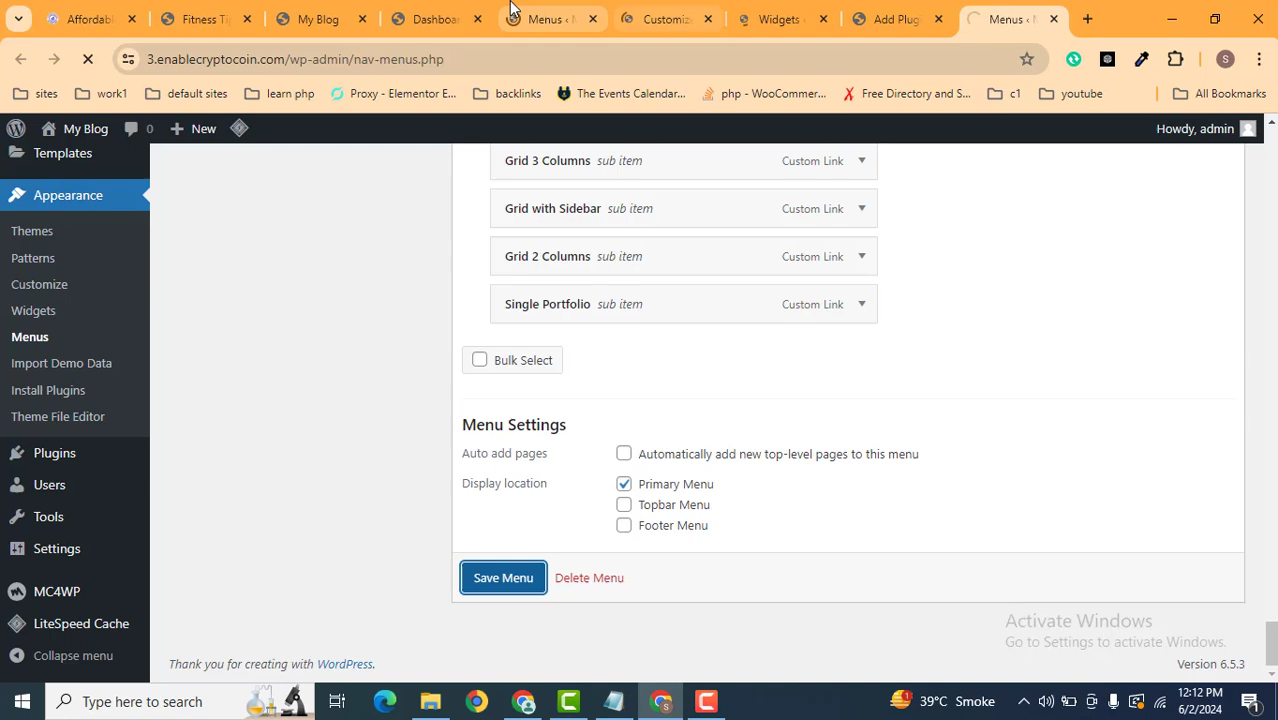 Affordabl
Fitness Ti
My Blog
Dashboar
Menus ‹
Customiz
Widgets ‹
Add Plug
Menus ‹
3.enablecryptocoin.com/wp-admin/nav-menus.php
S
sites
work1
default sites
learn php
Proxy - Elementor E...
backlinks
The Events Calendar...
php - WooCommer...
Free Directory and S...
c1
youtube
All Bookmarks
My Blog
0
New
Howdy, admin
Templates
Appearance
Themes
Patterns
Customize
Widgets
Menus
Import Demo Data
Install Plugins
Theme File Editor
Plugins
Users
Tools
Settings
MC4WP
LiteSpeed Cache
Collapse menu
Grid 3 Columns sub item Custom Link
Grid with Sidebar sub item Custom Link
Grid 2 Columns sub item Custom Link
Single Portfolio sub item Custom Link
Bulk Select
Menu Settings
Auto add pages Automatically add new top-level pages to this menu
Display location Primary Menu
Topbar Menu
Footer Menu
Save Menu Delete Menu
Activate Windows
Go to Settings to activate Windows.
Thank you for creating with WordPress. Version 6.5.3
Type here to search
1
39°C Smoke
12:12 PM
6/2/2024
1